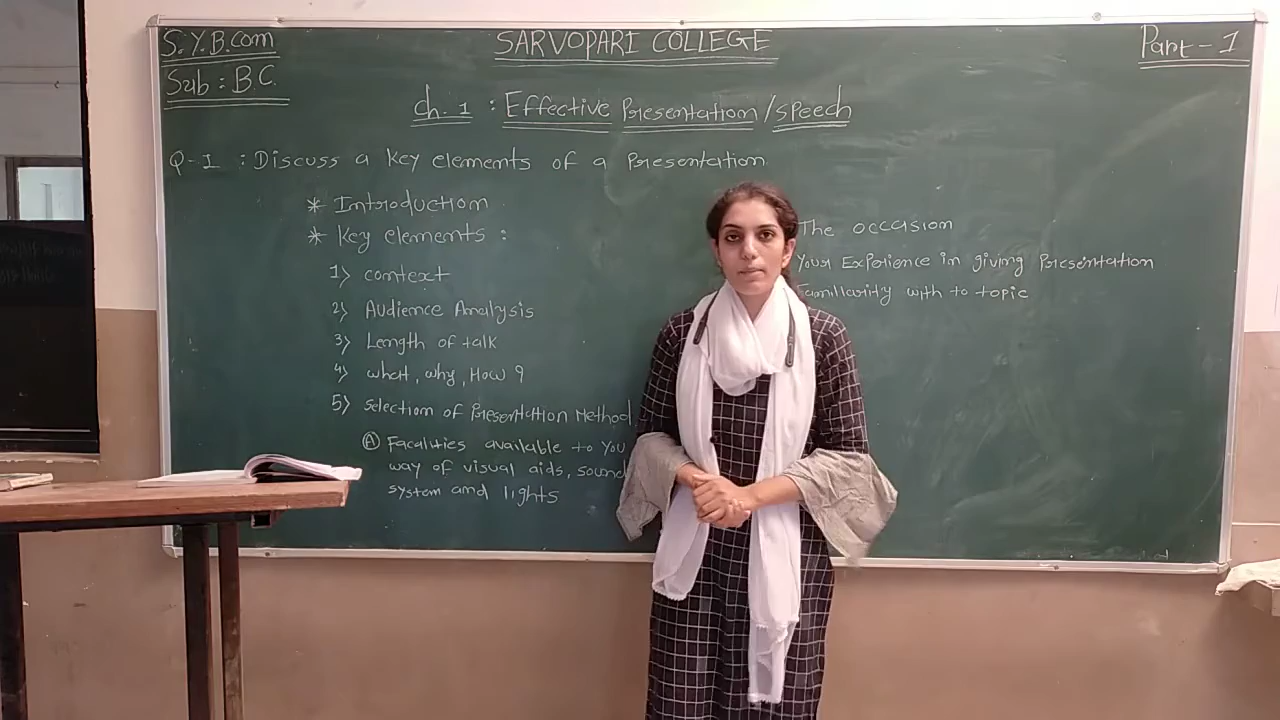 S.Y.B.com
SARVOPARI COLLEGE
Part-1
Sub : B.C.
Ch.1 : Effective Presentation/speech
Q-1 : Discuss a key elements of a Presentation
* Introduction
* Key elements :
1) context
2) Audience Analysis
3) Length of talk
4) what, why, How ?
5) Selection of Presentation Method
(A) Facalities available to You
way of visual aids, sound
system and lights
The occasion
Your Experience in giving Presentation
Familiarity with to topic